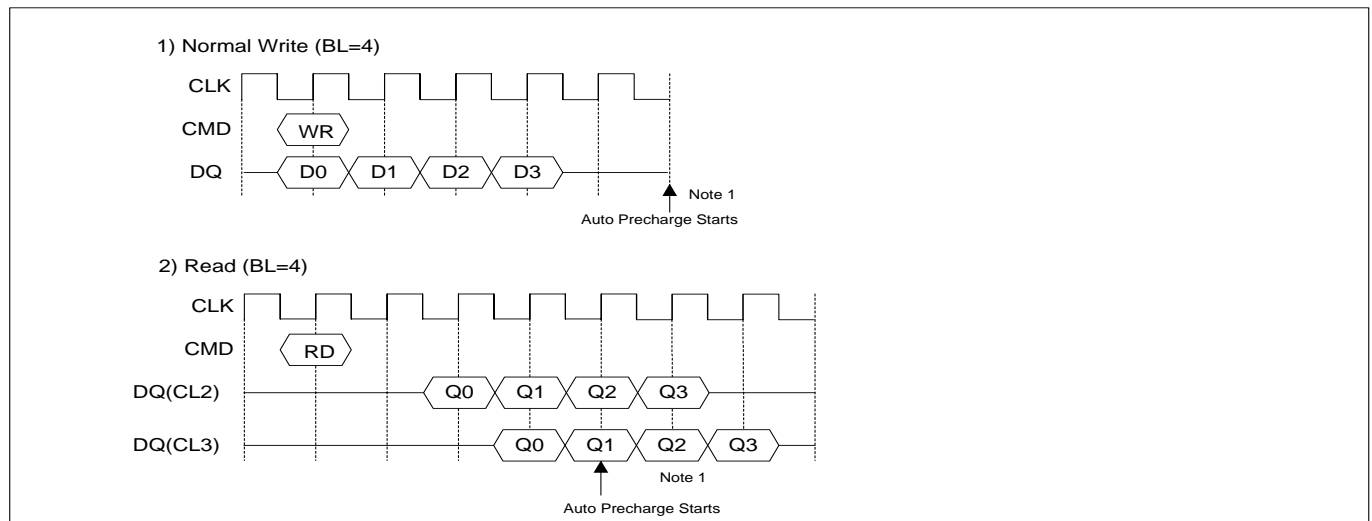 1) Normal Write (BL=4)
CLK
CMD WR
DQ D0 D1 D2 D3
Note 1
Auto Precharge Starts
2) Read (BL=4)
CLK
CMD RD
DQ(CL2) Q0 Q1 Q2 Q3
DQ(CL3) Q0 Q1 Q2 Q3
Note 1
Auto Precharge Starts